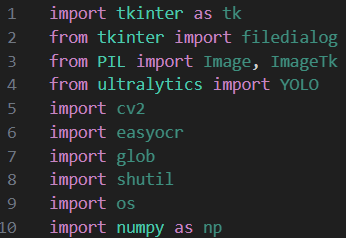 1 import tkinter as tk
2 from tkinter import filedialog
3 from PIL import Image, ImageTk
4 from ultralytics import YOLO
5 import cv2
6 import easyocr
7 import glob
8 import shutil
9 import os
10 import numpy as np